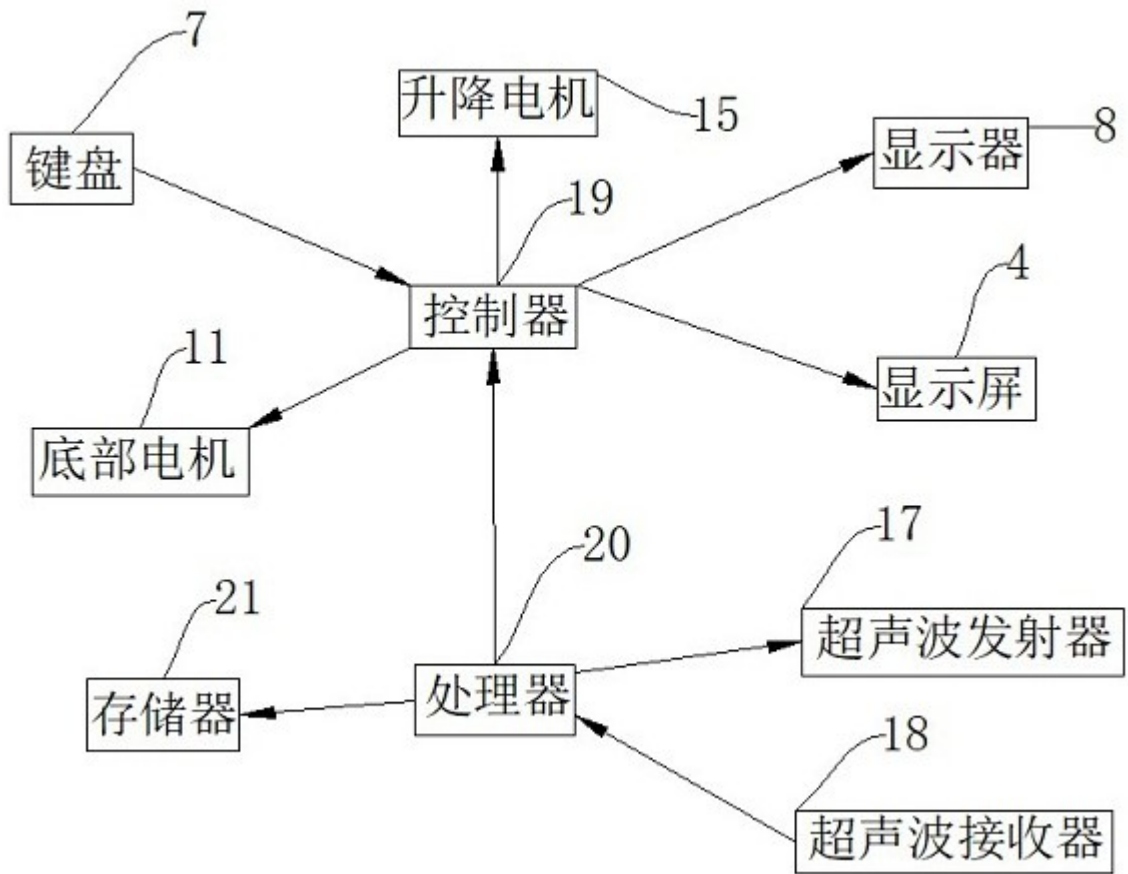 7
升降电机
15
显示器
8
键盘
19
控制器
4
显示屏
11
底部电机
20
17
21
超声波发射器
处理器
存储器
18
超声波接收器